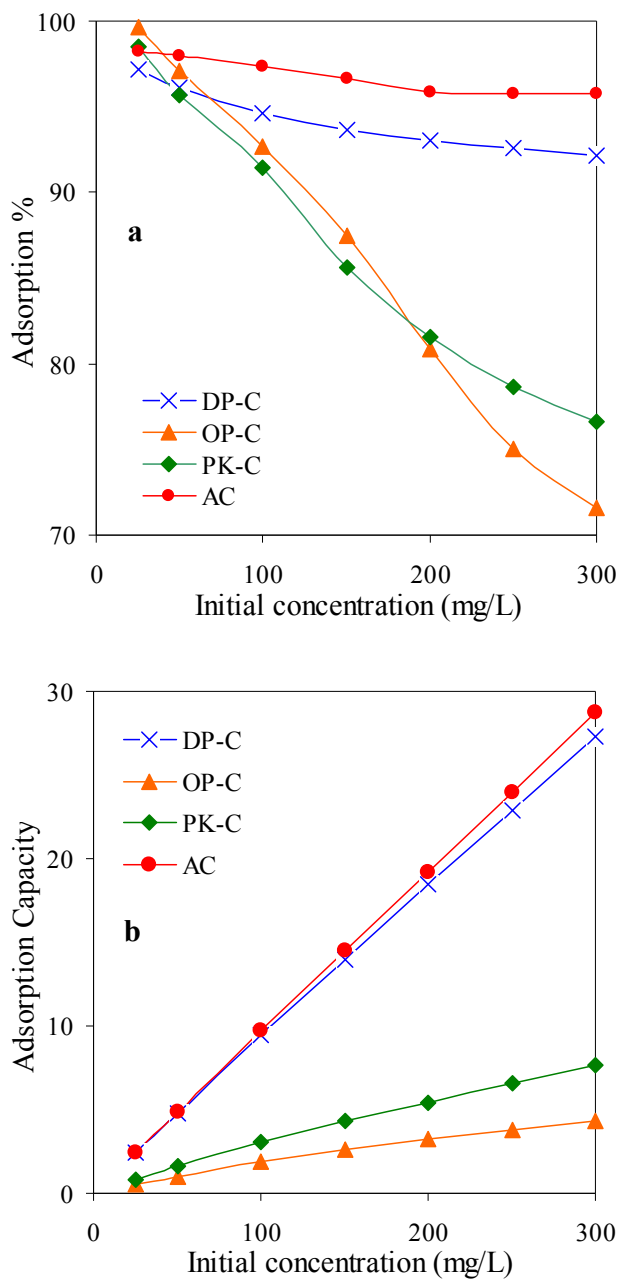 100
90
80
70
Adsorption %
a
DP-C
OP-C
PK-C
AC
0
100
200
300
Initial concentration (mg/L)
30
20
10
0
Adsorption Capacity
DP-C
OP-C
PK-C
AC
b
0
100
200
300
Initial concentration (mg/L)